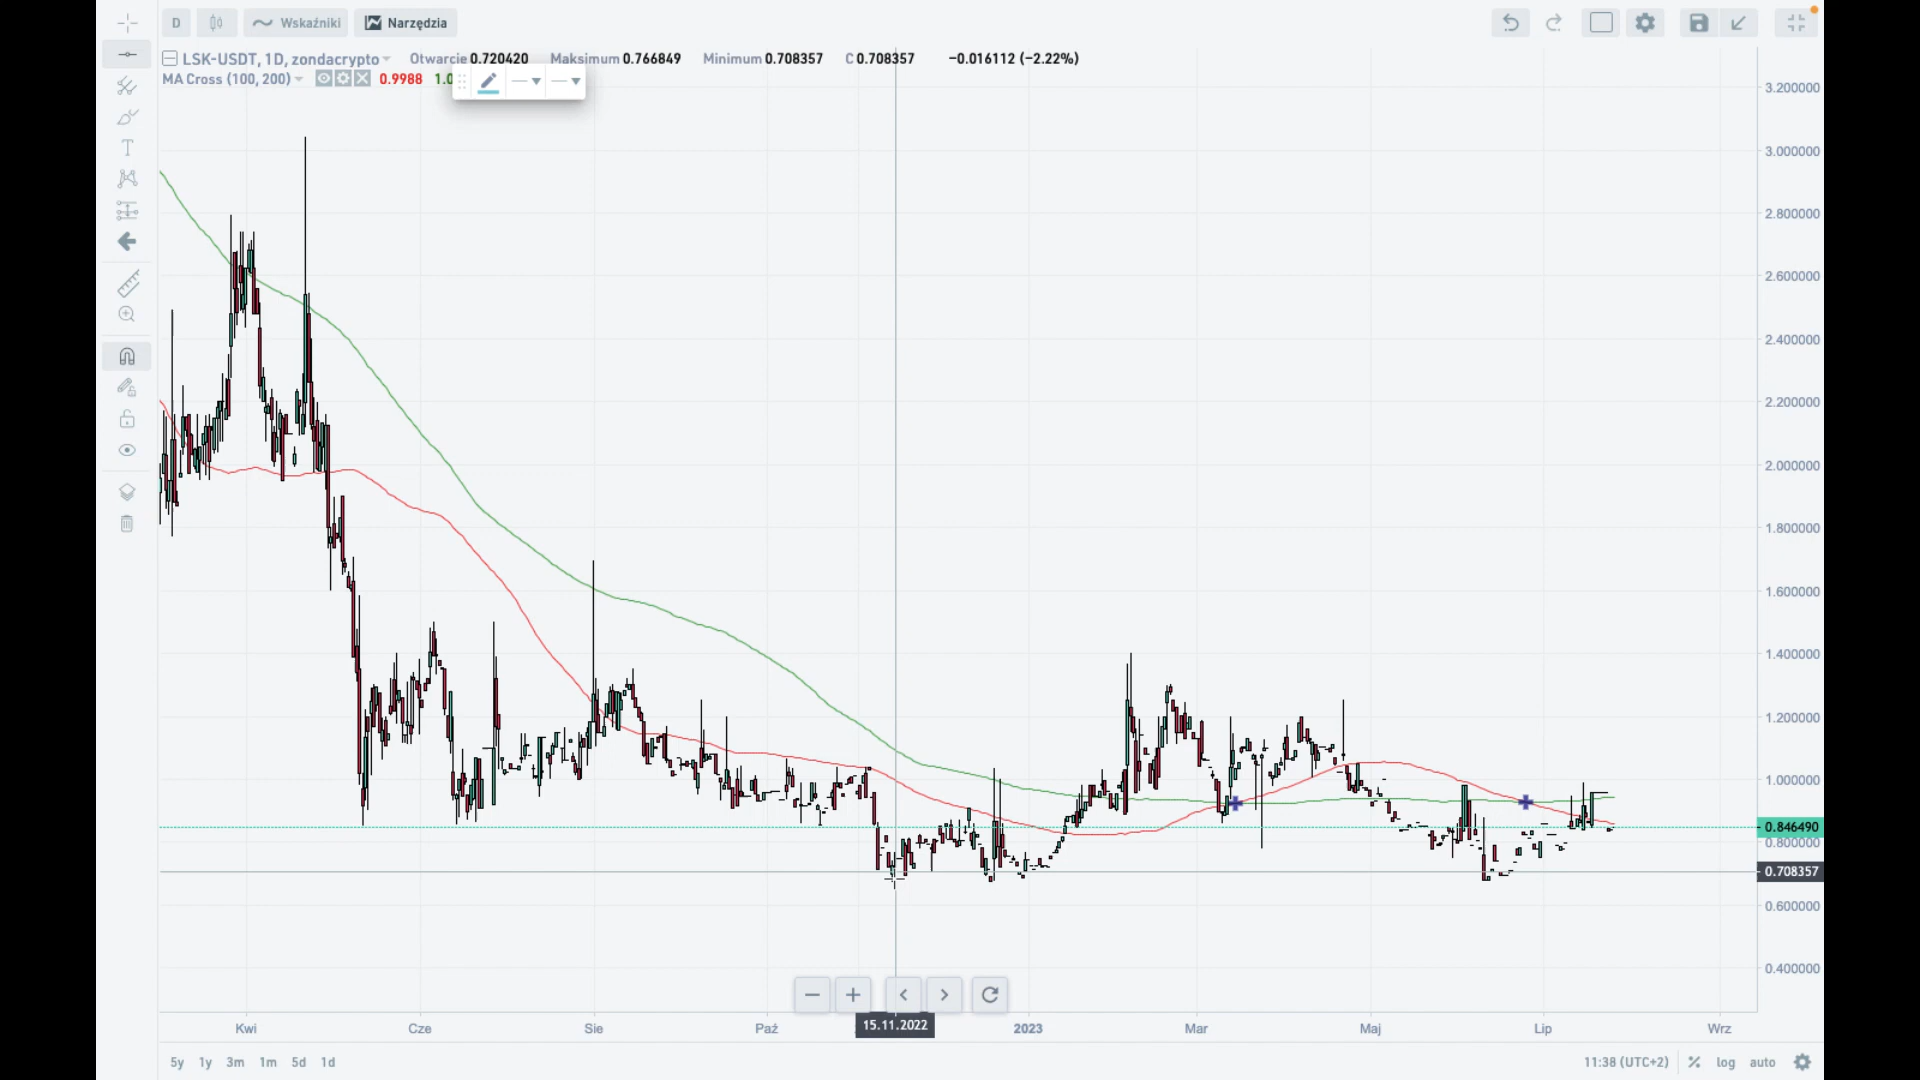 D Wskaźniki Narzędzia
LSK-USDT, 1D, zondacrypto Otwarcie 0.720420 Maksimum 0.766849 Minimum 0.708357 C 0.708357 −0.016112 (−2.22%)
MA Cross (100, 200) 0.9988 1.0
T
3.200000
3.000000
2.800000
2.600000
2.400000
2.200000
2.000000
1.800000
1.600000
1.400000
1.200000
1.000000
0.846490
0.800000
0.708357
0.600000
0.400000
Kwi Cze Sie Paź 15.11.2022 2023 Mar Maj Lip Wrz
5y 1y 3m 1m 5d 1d 11:38 (UTC+2) % log auto